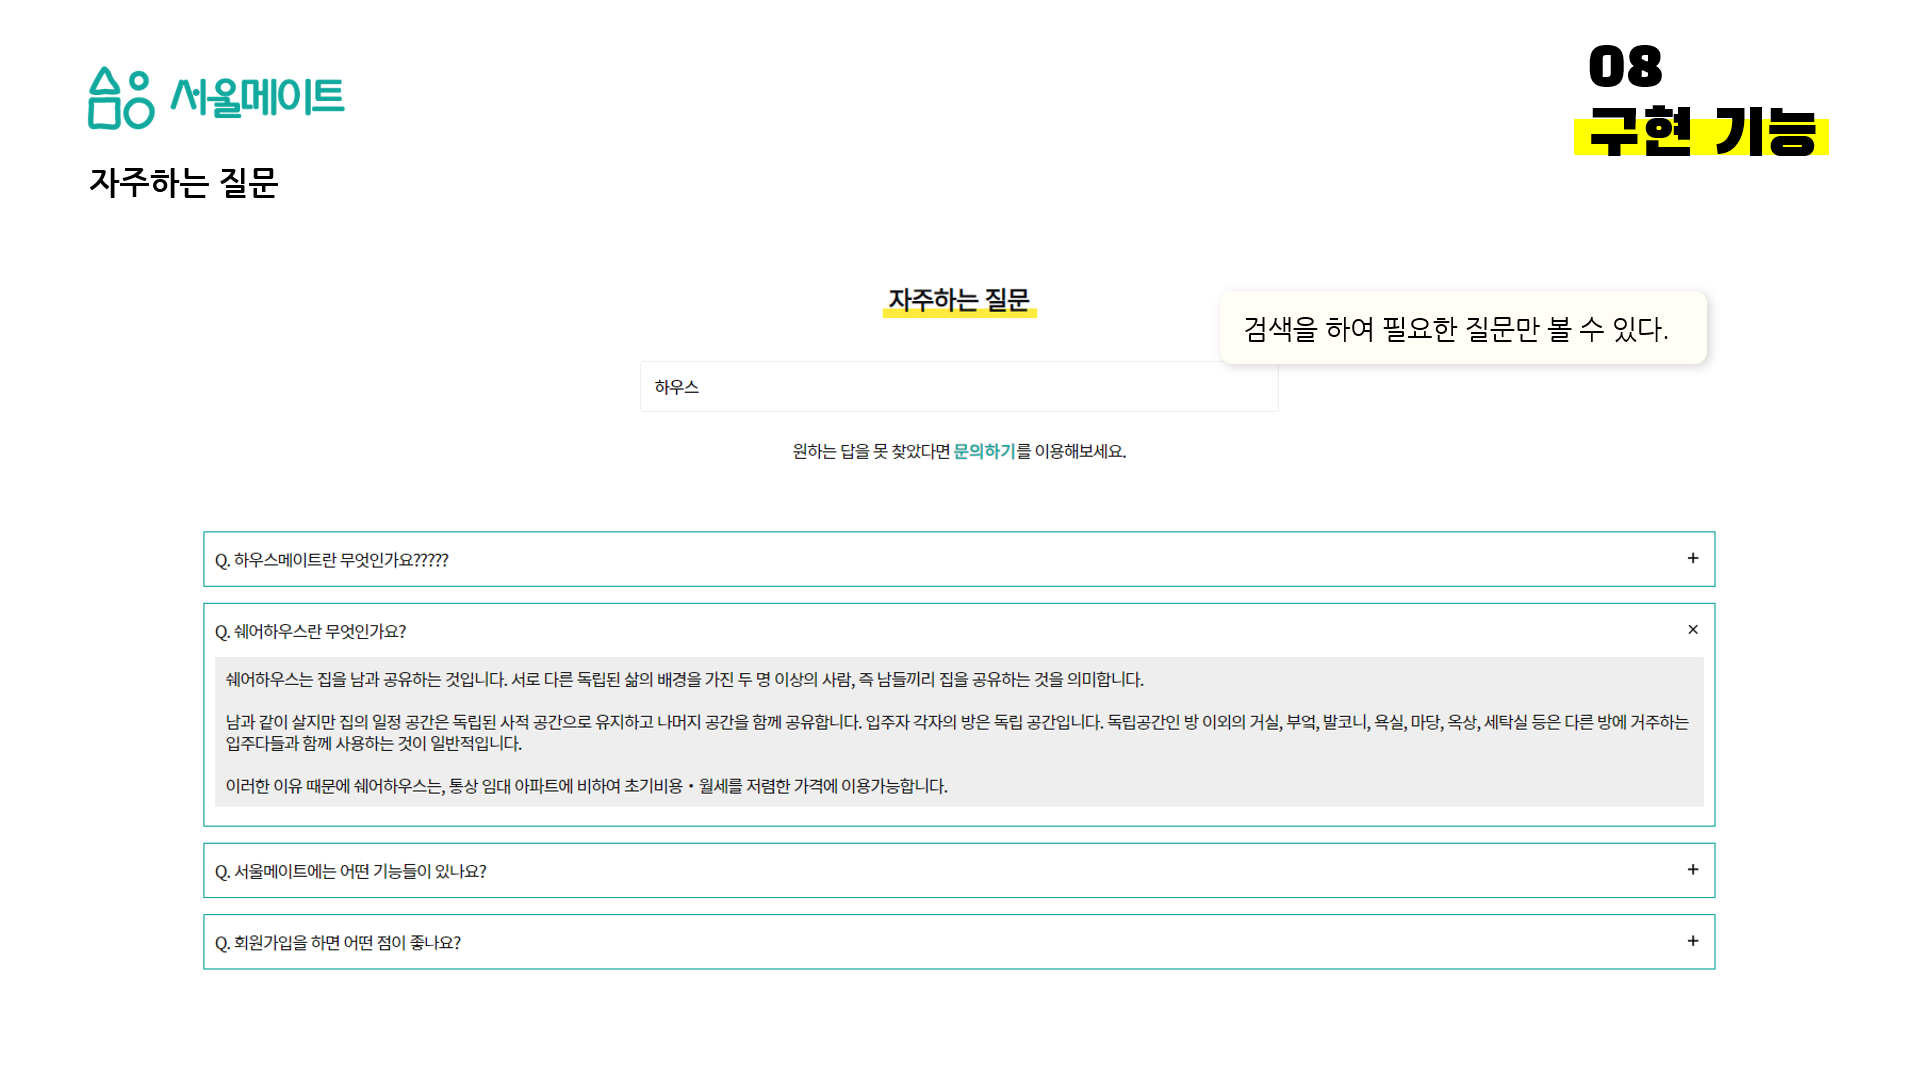 서울메이트
08
구현 기능
자주하는 질문
자주하는 질문
검색을 하여 필요한 질문만 볼 수 있다.
하우스
원하는 답을 못 찾았다면 문의하기를 이용해보세요.
Q. 하우스메이트란 무엇인가요?????
+
Q. 쉐어하우스란 무엇인가요?
×
쉐어하우스는 집을 남과 공유하는 것입니다. 서로 다른 독립된 삶의 배경을 가진 두 명 이상의 사람, 즉 남들끼리 집을 공유하는 것을 의미합니다.
남과 같이 살지만 집의 일정 공간은 독립된 사적 공간으로 유지하고 나머지 공간을 함께 공유합니다. 입주자 각자의 방은 독립 공간입니다. 독립공간인 방 이외의 거실, 부엌, 발코니, 욕실, 마당, 옥상, 세탁실 등은 다른 방에 거주하는
입주다들과 함께 사용하는 것이 일반적입니다.
이러한 이유 때문에 쉐어하우스는, 통상 임대 아파트에 비하여 초기비용・월세를 저렴한 가격에 이용가능합니다.
Q. 서울메이트에는 어떤 기능들이 있나요?
+
Q. 회원가입을 하면 어떤 점이 좋나요?
+